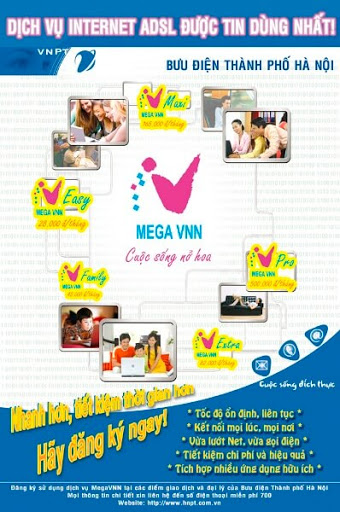 DỊCH VỤ INTERNET ADSL ĐƯỢC TIN DÙNG NHẤT!
VNPT
BƯU ĐIỆN THÀNH PHỐ HÀ NỘI
Maxi
MEGA VNN
Easy
MEGA VNN
MEGA VNN
Cuộc sống nở hoa
Pro
MEGA VNN
Family
MEGA VNN
Extra
MEGA VNN
Cuộc sống đích thực
Nhanh hơn, tiết kiệm thời gian hơn
Hãy đăng ký ngay!
* Tốc độ ổn định, liên tục *
* Kết nối mọi lúc, mọi nơi *
* Vừa lướt Net, vừa gọi điện *
* Tiết kiệm chi phí và hiệu quả *
* Tích hợp nhiều ứng dụng hữu ích *
Đăng ký sử dụng dịch vụ MegaVNN tại các điểm giao dịch và đại lý của Bưu điện Thành phố Hà Nội
Mọi thông tin chi tiết xin liên hệ đến số điện thoại miễn phí 700
Website: http://www.hnpt.com.vn